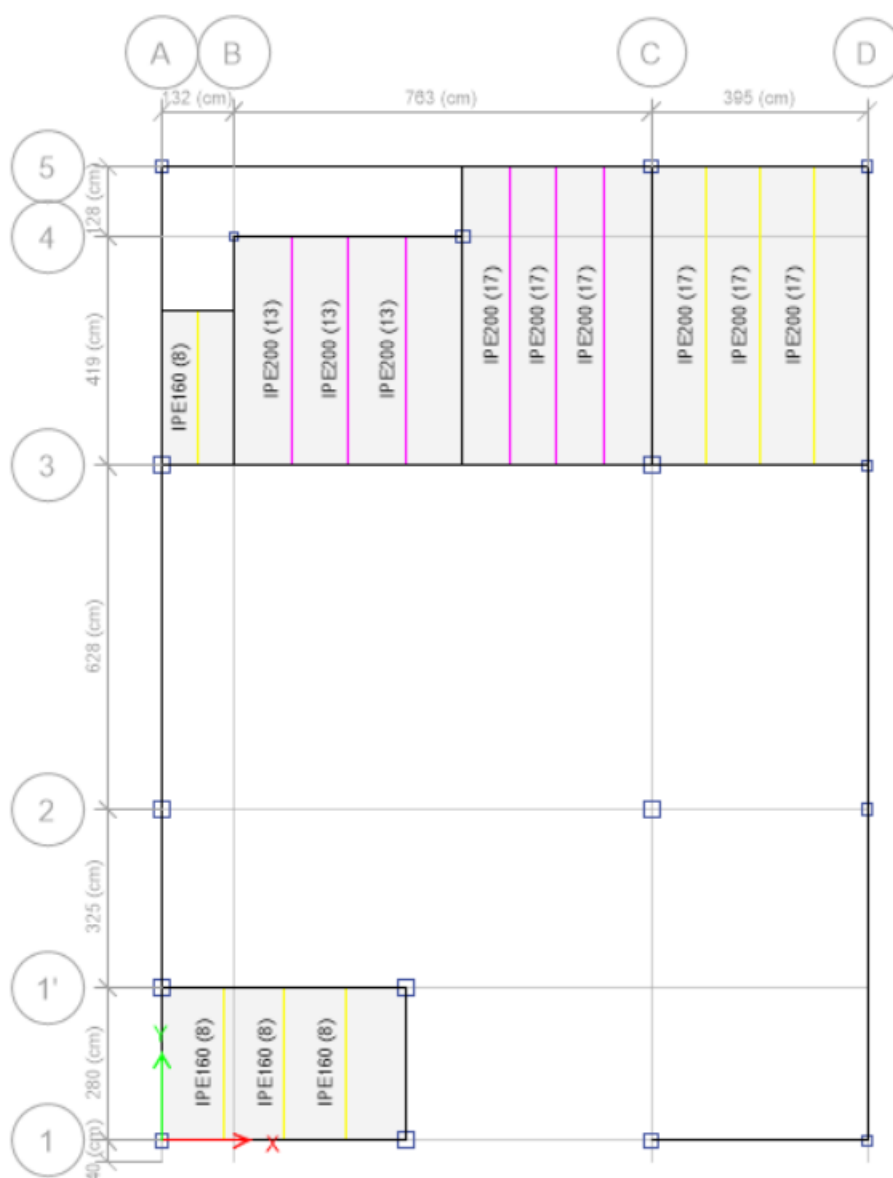 A
B
C
D
132 (cm)
763 (cm)
395 (cm)
5
128 (cm)
4
419 (cm)
IPE160 (8)
IPE200 (13)
IPE200 (13)
IPE200 (13)
IPE200 (17)
IPE200 (17)
IPE200 (17)
IPE200 (17)
IPE200 (17)
IPE200 (17)
3
628 (cm)
2
325 (cm)
1'
280 (cm)
IPE160 (8)
IPE160 (8)
IPE160 (8)
Y
1
X
40 (cm)